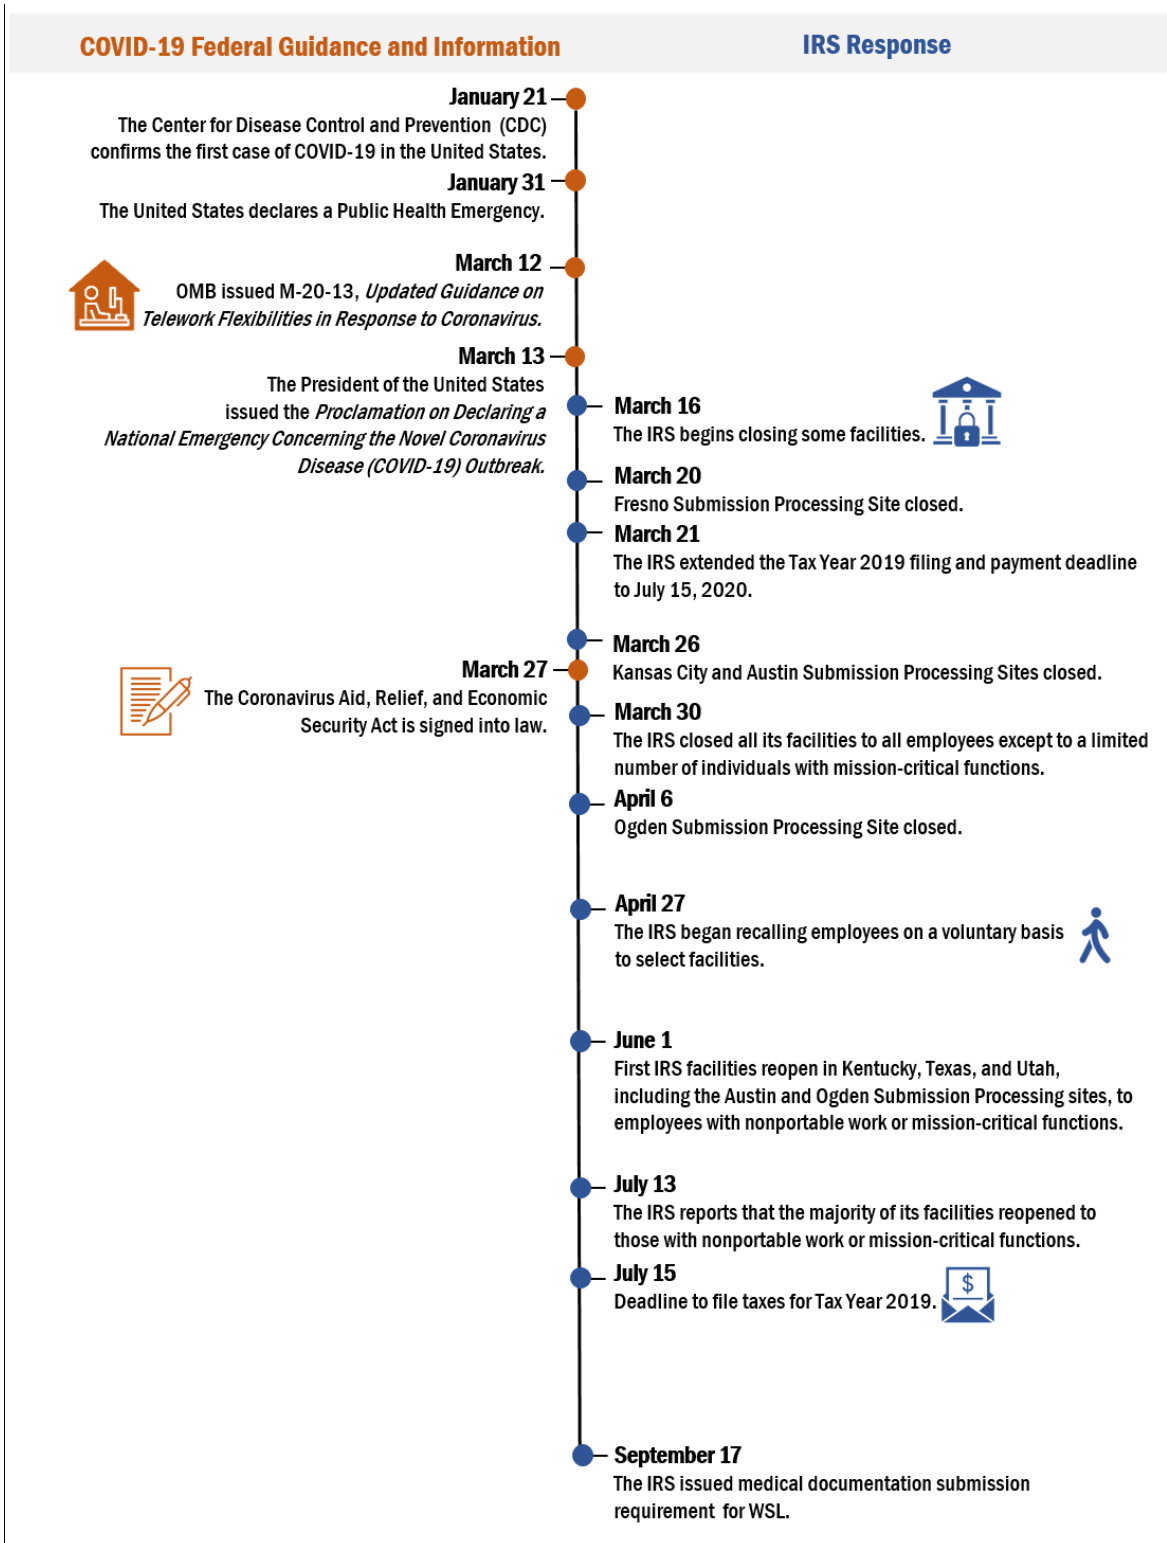 COVID-19 Federal Guidance and Information
IRS Response
January 21
The Center for Disease Control and Prevention (CDC)
confirms the first case of COVID-19 in the United States.
January 31
The United States declares a Public Health Emergency.
March 12
OMB issued M-20-13, Updated Guidance on
Telework Flexibilities in Response to Coronavirus.
March 13
The President of the United States
issued the Proclamation on Declaring a
National Emergency Concerning the Novel Coronavirus
Disease (COVID-19) Outbreak.
March 16
The IRS begins closing some facilities.
March 20
Fresno Submission Processing Site closed.
March 21
The IRS extended the Tax Year 2019 filing and payment deadline
to July 15, 2020.
March 26
Kansas City and Austin Submission Processing Sites closed.
March 27
The Coronavirus Aid, Relief, and Economic
Security Act is signed into law.
March 30
The IRS closed all its facilities to all employees except to a limited
number of individuals with mission-critical functions.
April 6
Ogden Submission Processing Site closed.
April 27
The IRS began recalling employees on a voluntary basis
to select facilities.
June 1
First IRS facilities reopen in Kentucky, Texas, and Utah,
including the Austin and Ogden Submission Processing sites, to
employees with nonportable work or mission-critical functions.
July 13
The IRS reports that the majority of its facilities reopened to
those with nonportable work or mission-critical functions.
July 15
Deadline to file taxes for Tax Year 2019.
$
September 17
The IRS issued medical documentation submission
requirement for WSL.